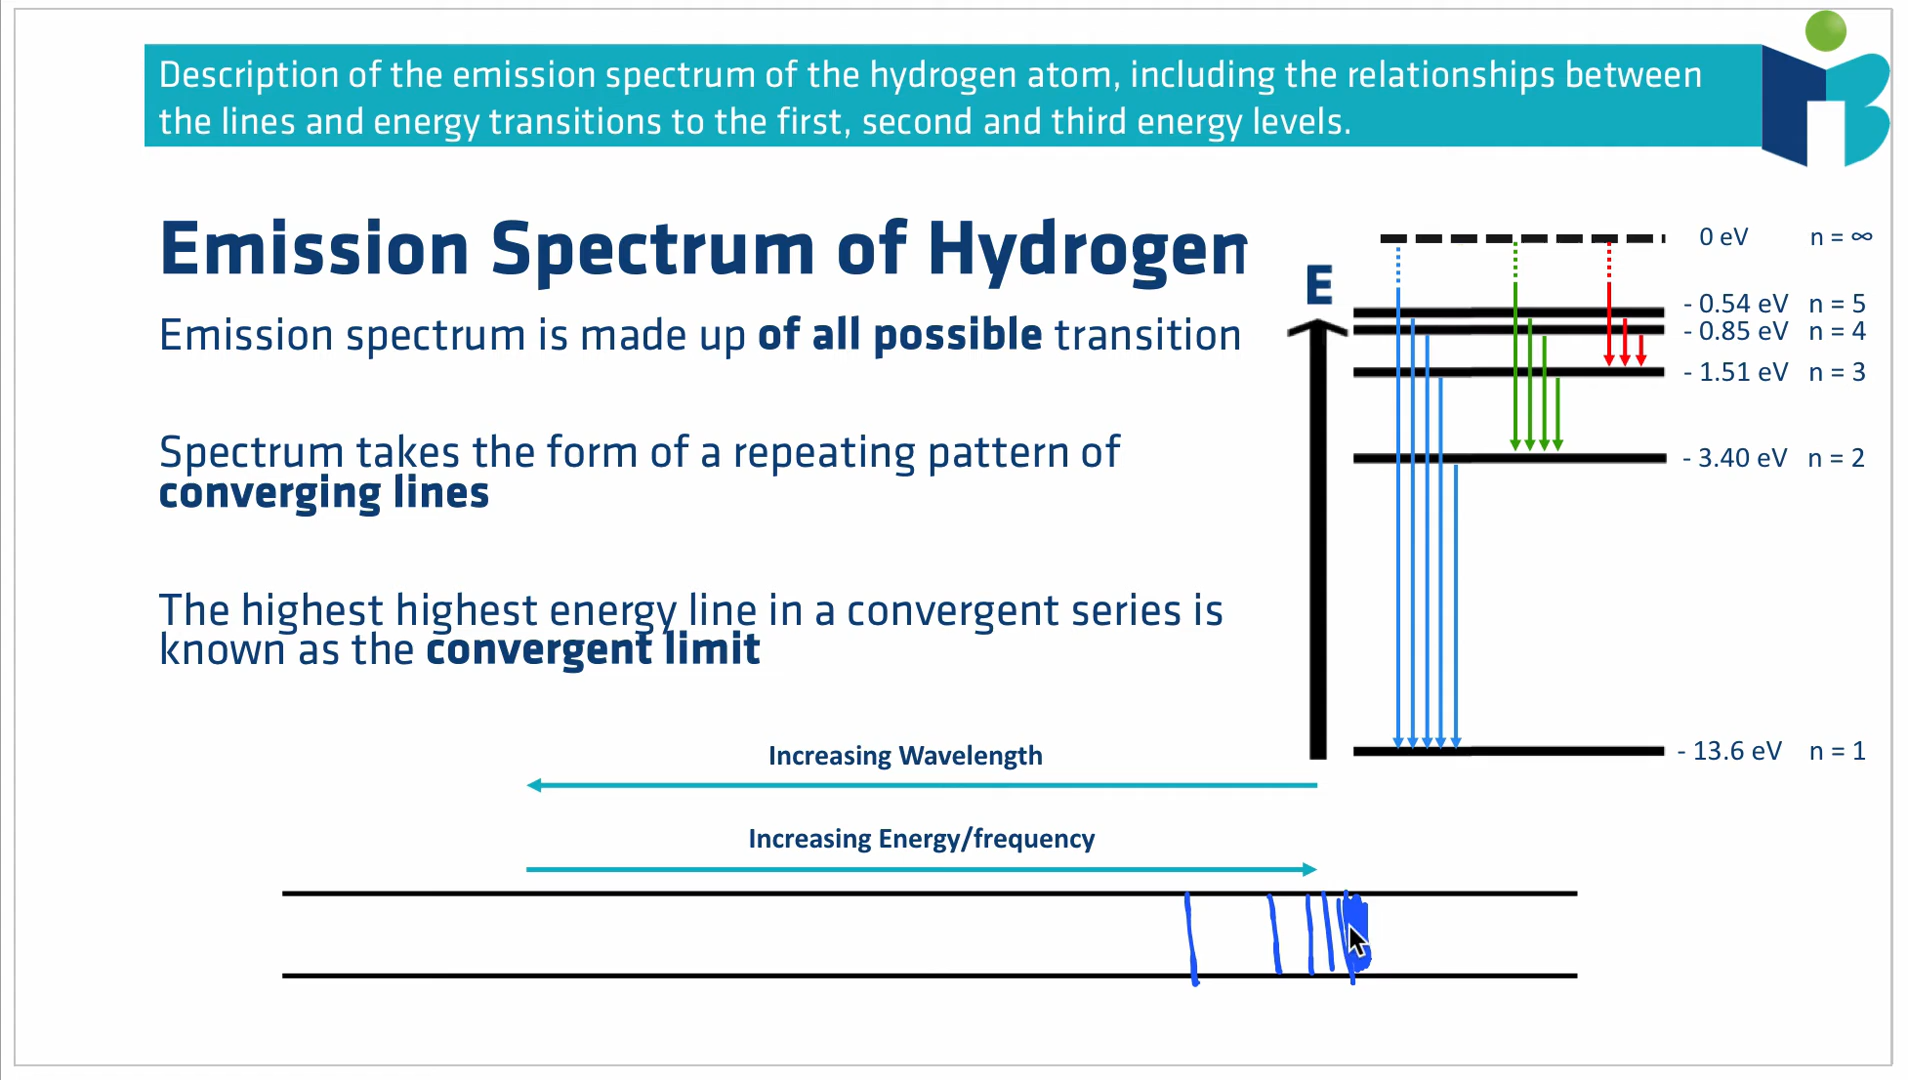 Description of the emission spectrum of the hydrogen atom, including the relationships between
the lines and energy transitions to the first, second and third energy levels.
Emission Spectrum of Hydrogen
Emission spectrum is made up of all possible transition
Spectrum takes the form of a repeating pattern of
converging lines
The highest highest energy line in a convergent series is
known as the convergent limit
E
0 eV n = ∞
- 0.54 eV n = 5
- 0.85 eV n = 4
- 1.51 eV n = 3
- 3.40 eV n = 2
- 13.6 eV n = 1
Increasing Wavelength
Increasing Energy/frequency